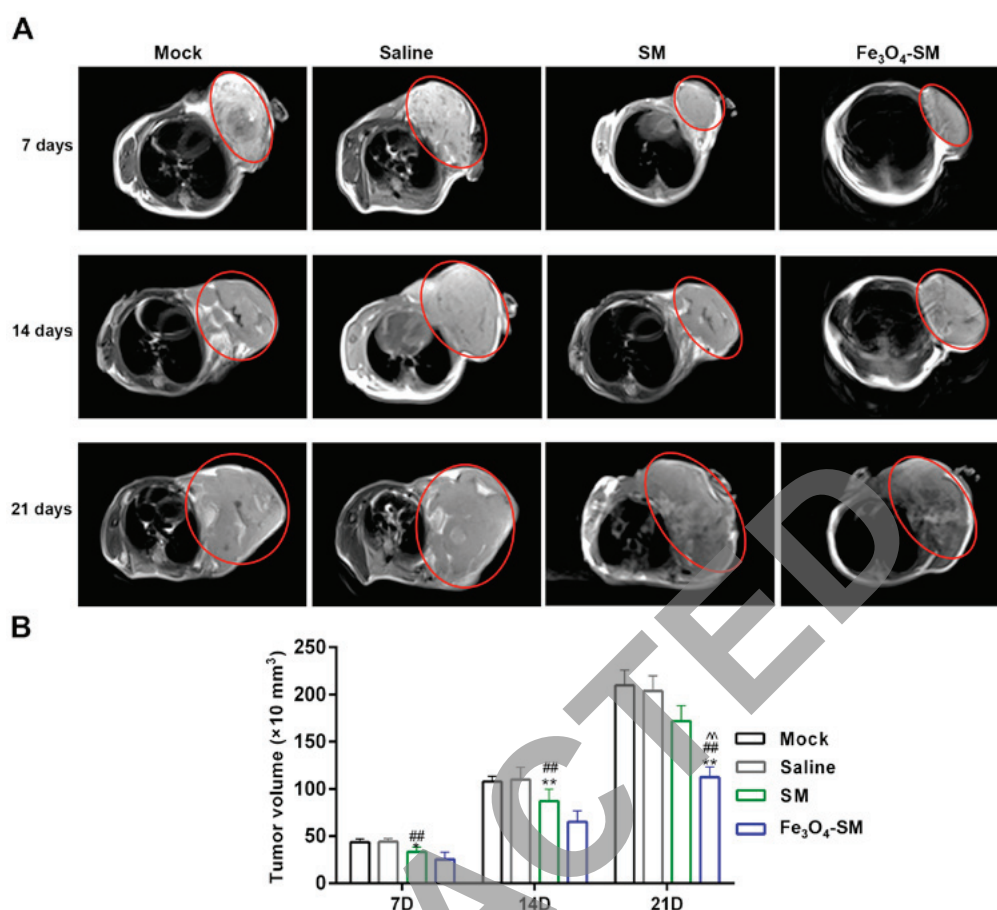 A
Mock Saline SM Fe₃O₄-SM
7 days
14 days
21 days
B
Tumor volume (×10 mm³)
250
200
150
100
50
0
##
*
##
**
^^
##
**
7D 14D 21D
Mock
Saline
SM
Fe₃O₄-SM
ACTED